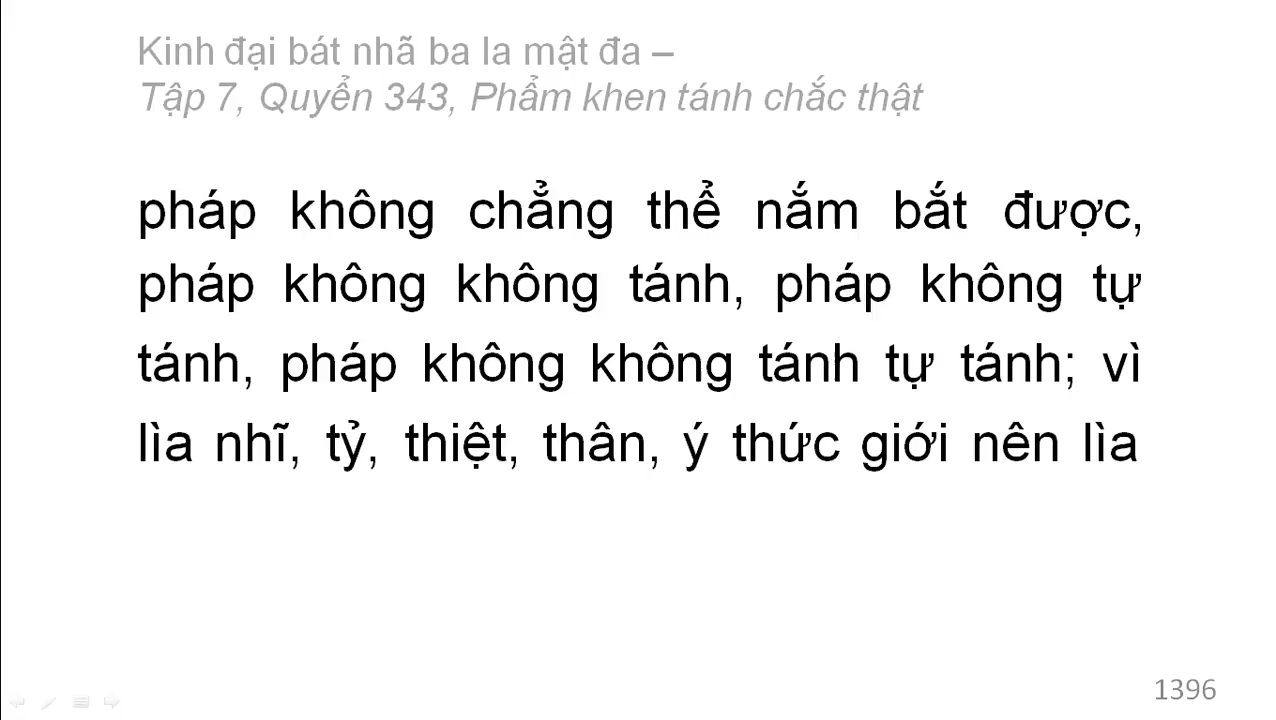 Kinh đại bát nhã ba la mật đa –
Tập 7, Quyển 343, Phẩm khen tánh chắc thật
pháp không chẳng thể nắm bắt được,
pháp không không tánh, pháp không tự
tánh, pháp không không tánh tự tánh; vì
lìa nhĩ, tỷ, thiệt, thân, ý thức giới nên lìa
1396